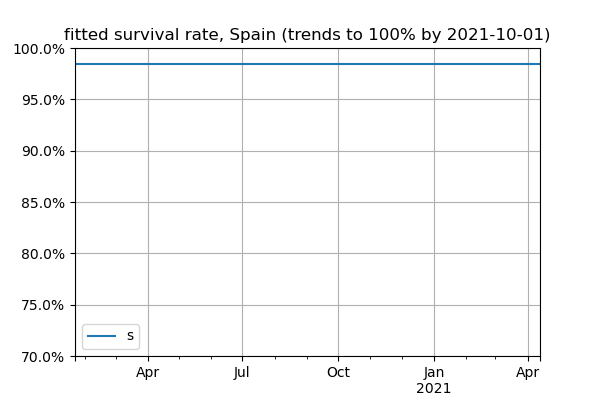 fitted survival rate, Spain (trends to 100% by 2021-10-01)
100.0%
95.0%
90.0%
85.0%
80.0%
75.0%
70.0%
s
Apr Jul Oct Jan Apr
2021